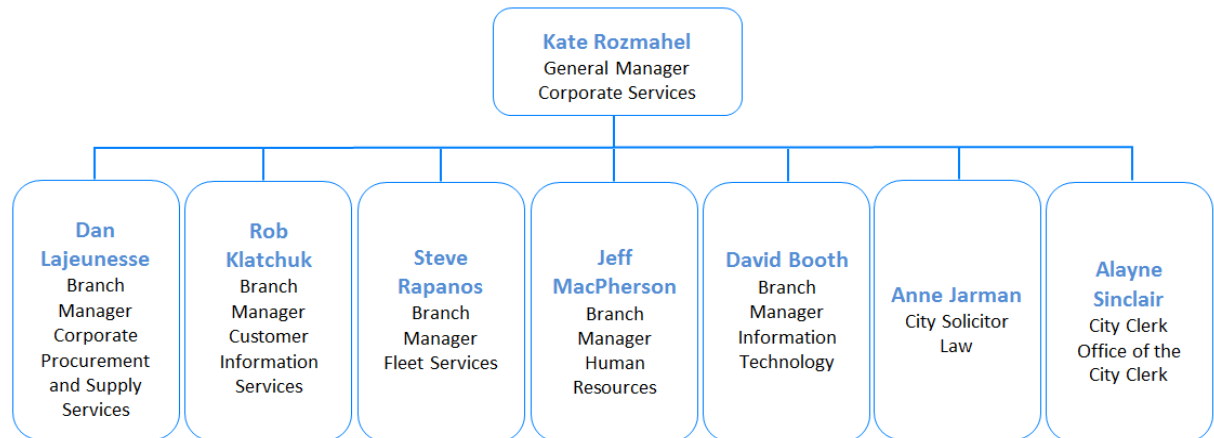 Kate Rozmahel
General Manager
Corporate Services
Dan
Lajeunesse
Branch
Manager
Corporate
Procurement
and Supply
Services
Rob
Klatchuk
Branch
Manager
Customer
Information
Services
Steve
Rapanos
Branch
Manager
Fleet Services
Jeff
MacPherson
Branch
Manager
Human
Resources
David Booth
Branch
Manager
Information
Technology
Anne Jarman
City Solicitor
Law
Alayne
Sinclair
City Clerk
Office of the
City Clerk